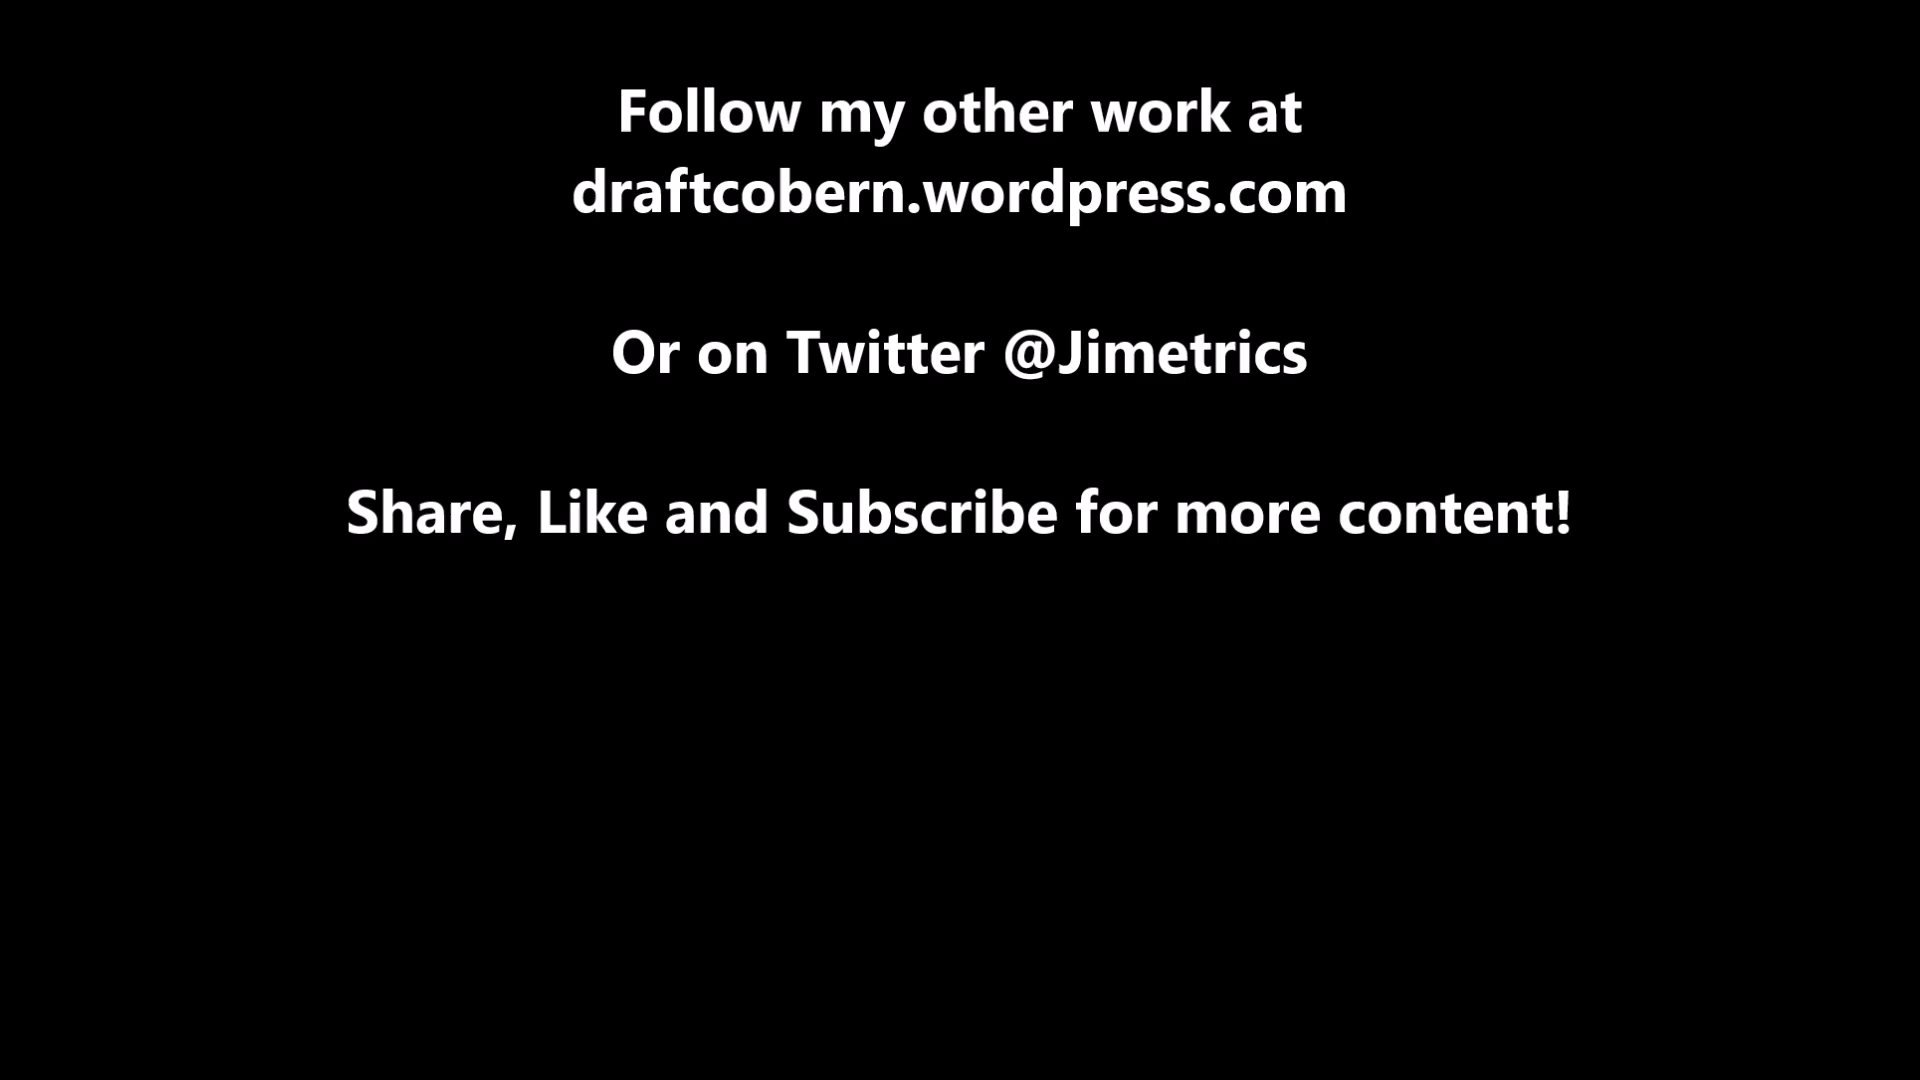 Follow my other work at
draftcobern.wordpress.com
Or on Twitter @Jimetrics
Share, Like and Subscribe for more content!